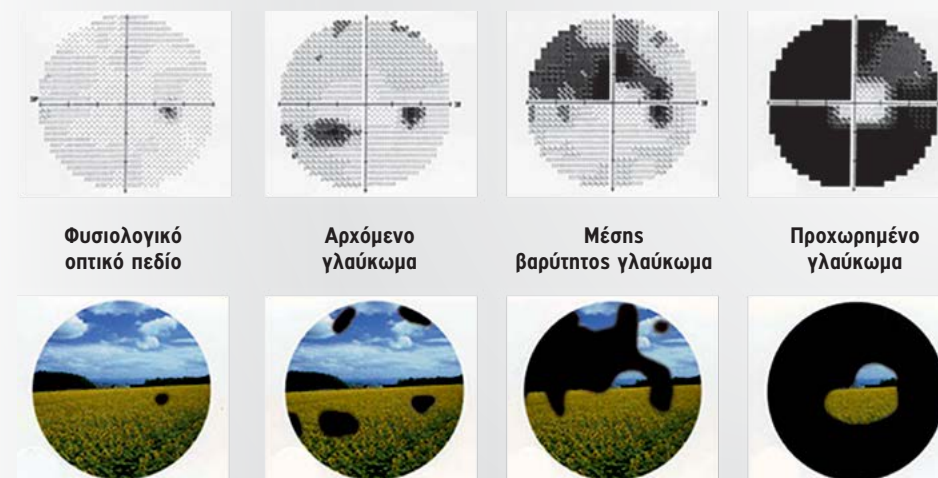 Φυσιολογικό
οπτικό πεδίο
Αρχόμενο
γλαύκωμα
Μέσης
βαρύτητος γλαύκωμα
Προχωρημένο
γλαύκωμα